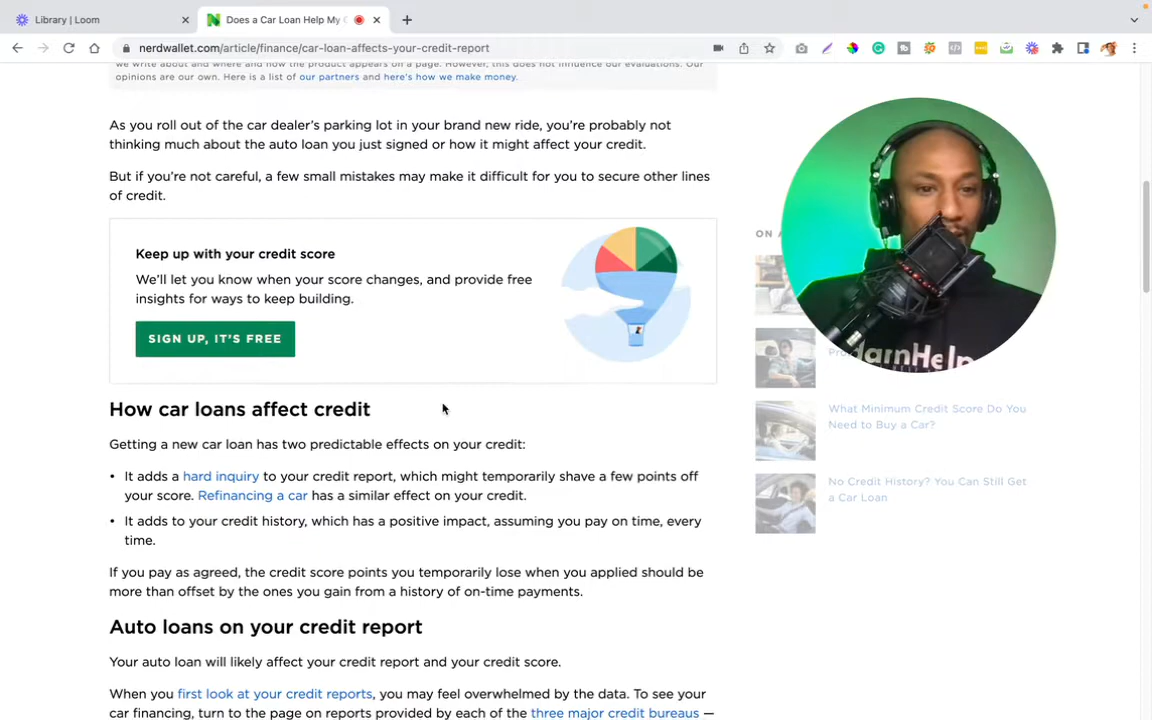 Library | Loom
Does a Car Loan Help My C
nerdwallet.com/article/finance/car-loan-affects-your-credit-report
we write about and where and how the product appears on a page. However, this does not influence our evaluations. Our
opinions are our own. Here is a list of our partners and here's how we make money.
As you roll out of the car dealer's parking lot in your brand new ride, you're probably not
thinking much about the auto loan you just signed or how it might affect your credit.
But if you're not careful, a few small mistakes may make it difficult for you to secure other lines
of credit.
Keep up with your credit score
We'll let you know when your score changes, and provide free
insights for ways to keep building.
SIGN UP, IT'S FREE
How car loans affect credit
Getting a new car loan has two predictable effects on your credit:
• It adds a hard inquiry to your credit report, which might temporarily shave a few points off
your score. Refinancing a car has a similar effect on your credit.
• It adds to your credit history, which has a positive impact, assuming you pay on time, every
time.
If you pay as agreed, the credit score points you temporarily lose when you applied should be
more than offset by the ones you gain from a history of on-time payments.
Auto loans on your credit report
Your auto loan will likely affect your credit report and your credit score.
When you first look at your credit reports, you may feel overwhelmed by the data. To see your
car financing, turn to the page on reports provided by each of the three major credit bureaus —
ON
What Minimum Credit Score Do You
Need to Buy a Car?
No Credit History? You Can Still Get
a Car Loan